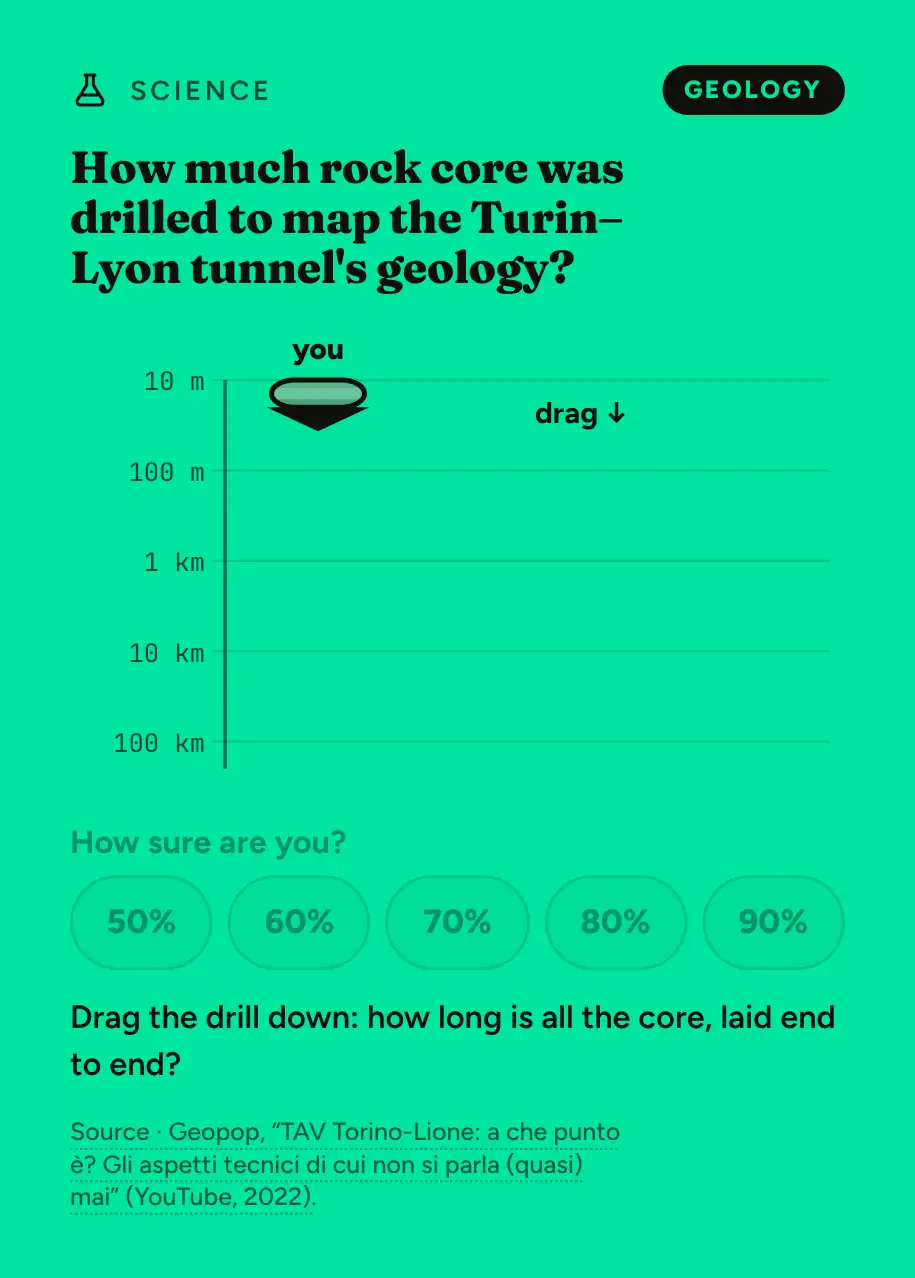 SCIENCE
GEOLOGY
How much rock core was
drilled to map the Turin–
Lyon tunnel's geology?
you
10 m
drag ↓
100 m
1 km
10 km
100 km
How sure are you?
50%
60%
70%
80%
90%
Drag the drill down: how long is all the core, laid end
to end?
Source · Geopop, “TAV Torino-Lione: a che punto
è? Gli aspetti tecnici di cui non si parla (quasi)
mai” (YouTube, 2022).